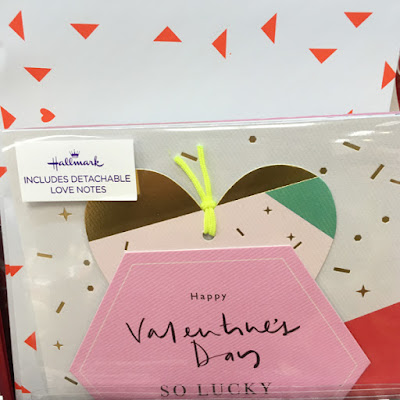 Hallmark
INCLUDES DETACHABLE
LOVE NOTES
Happy
Valentine's
Day
SO LUCKY